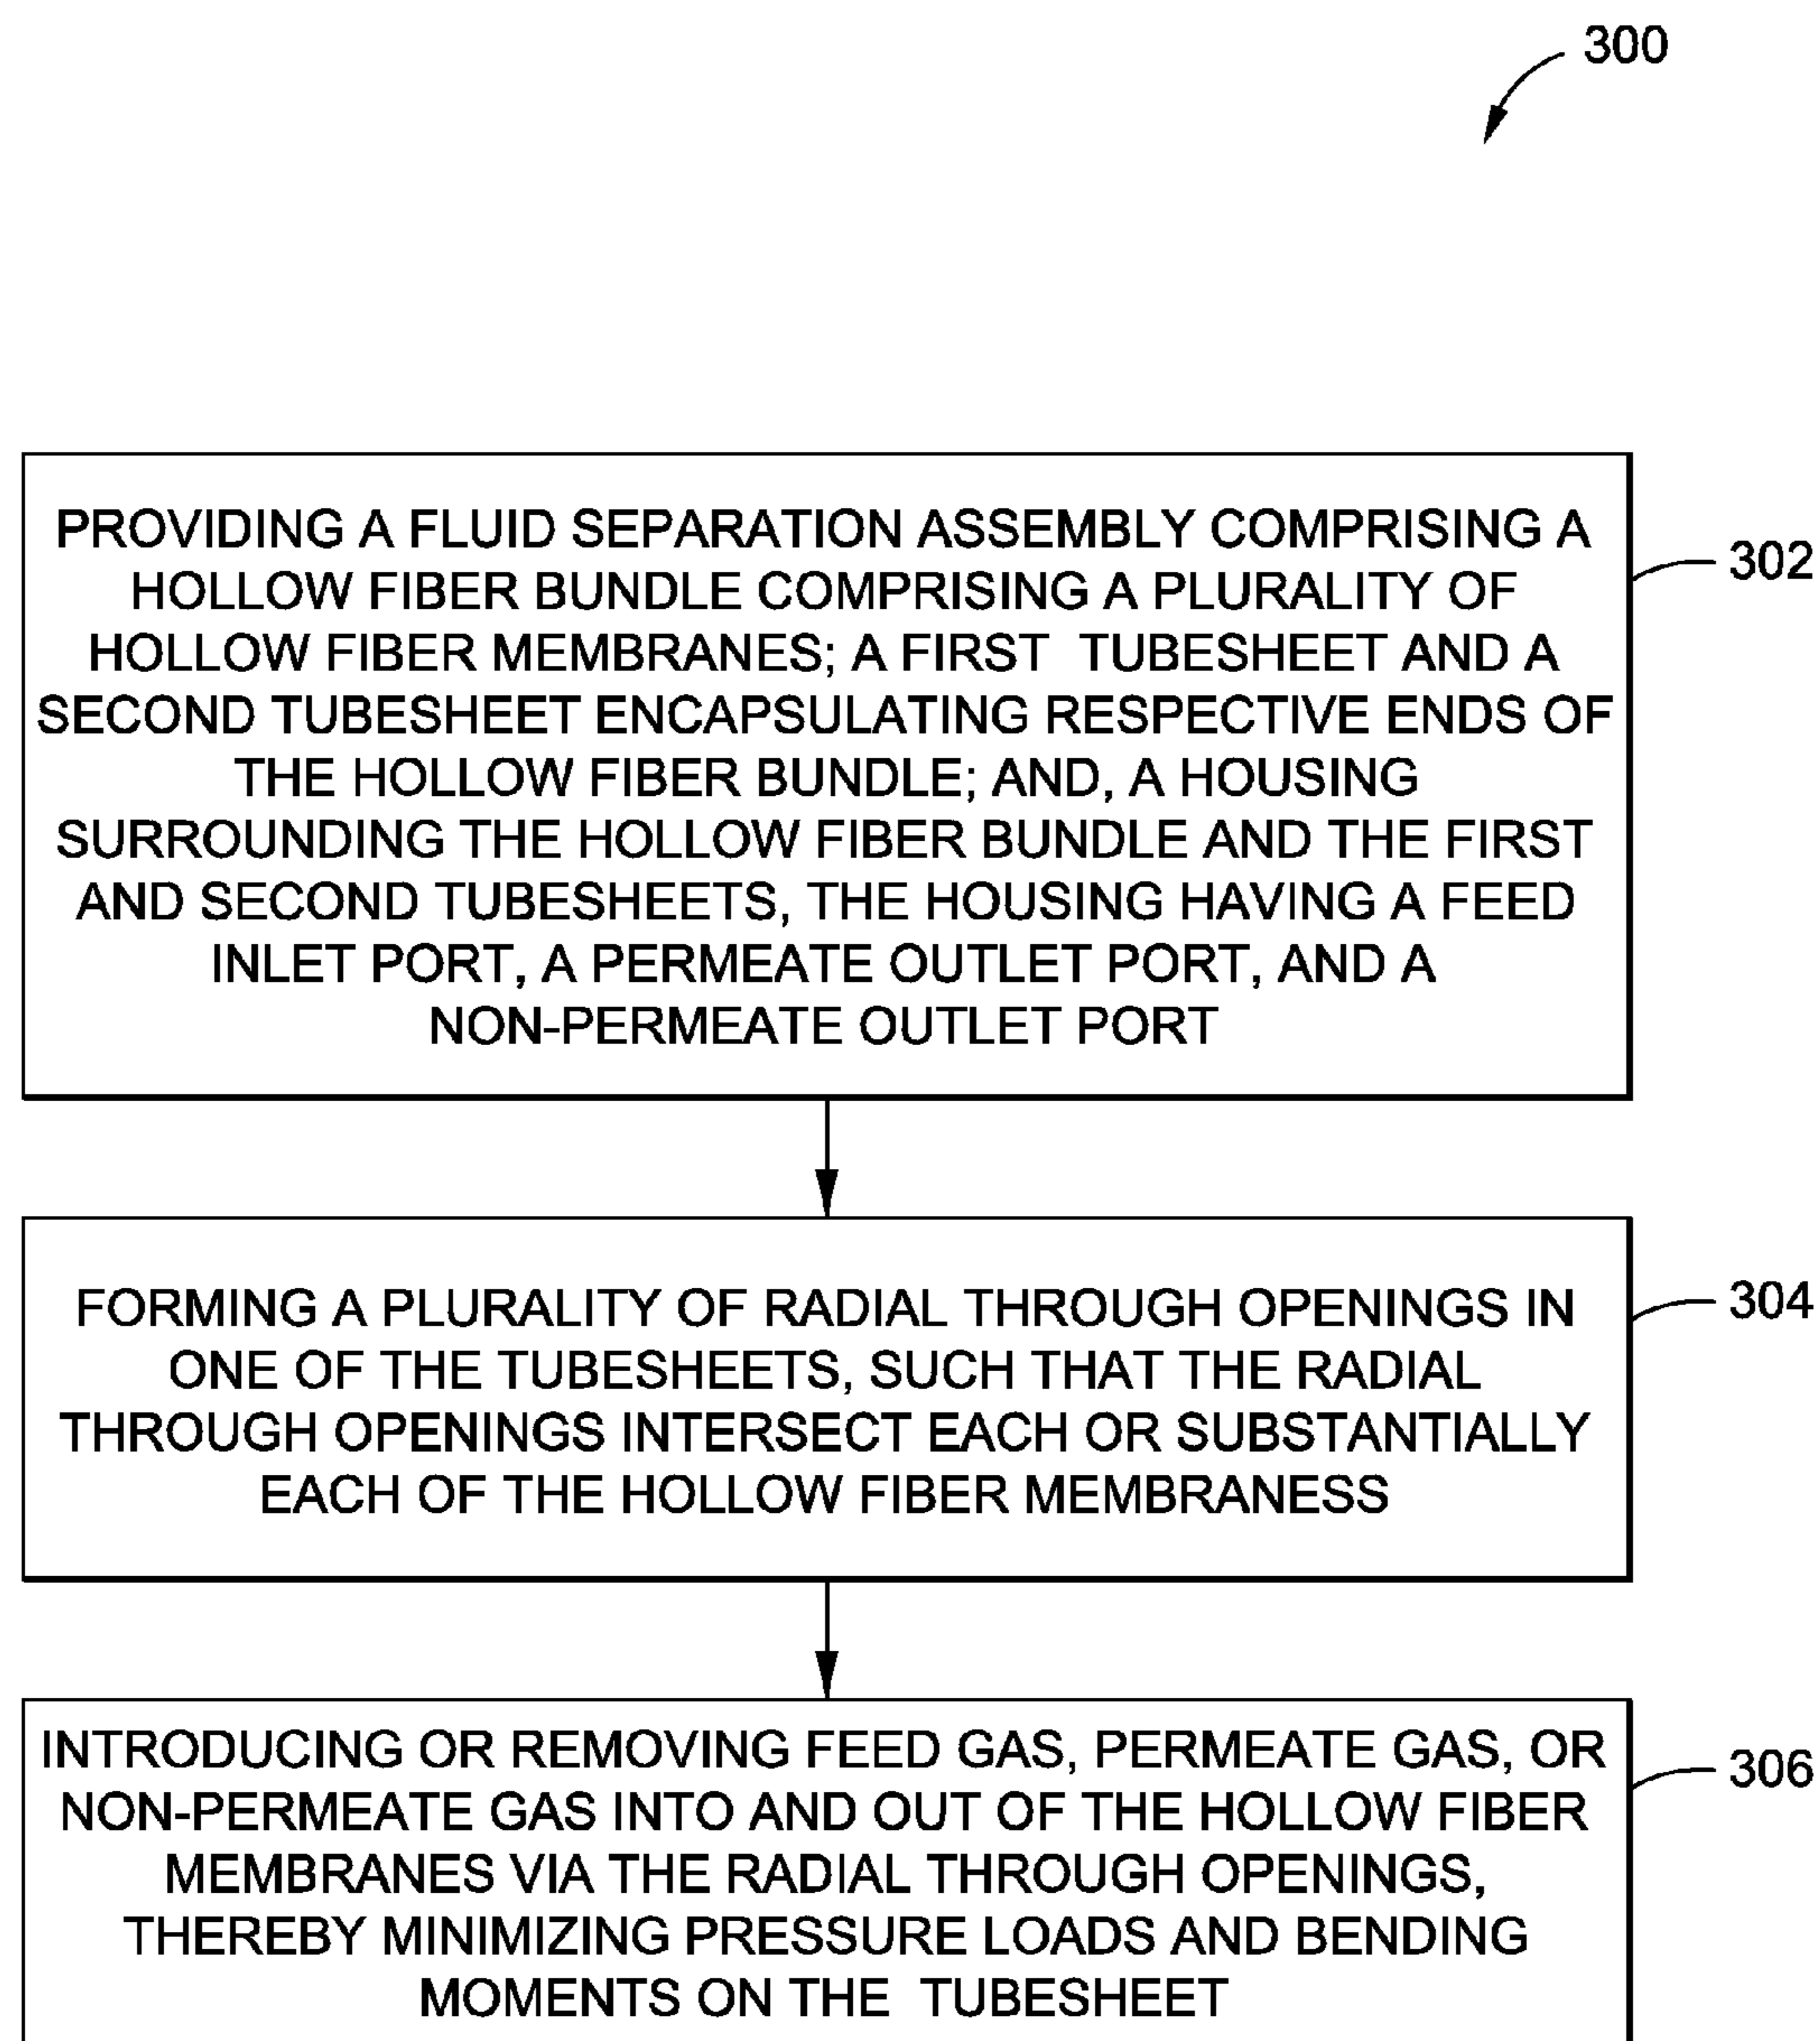 300
PROVIDING A FLUID SEPARATION ASSEMBLY COMPRISING A
HOLLOW FIBER BUNDLE COMPRISING A PLURALITY OF
HOLLOW FIBER MEMBRANES; A FIRST TUBESHEET AND A
SECOND TUBESHEET ENCAPSULATING RESPECTIVE ENDS OF
THE HOLLOW FIBER BUNDLE; AND, A HOUSING
SURROUNDING THE HOLLOW FIBER BUNDLE AND THE FIRST
AND SECOND TUBESHEETS, THE HOUSING HAVING A FEED
INLET PORT, A PERMEATE OUTLET PORT, AND A
NON-PERMEATE OUTLET PORT
302
FORMING A PLURALITY OF RADIAL THROUGH OPENINGS IN
ONE OF THE TUBESHEETS, SUCH THAT THE RADIAL
THROUGH OPENINGS INTERSECT EACH OR SUBSTANTIALLY
EACH OF THE HOLLOW FIBER MEMBRANESS
304
INTRODUCING OR REMOVING FEED GAS, PERMEATE GAS, OR
NON-PERMEATE GAS INTO AND OUT OF THE HOLLOW FIBER
MEMBRANES VIA THE RADIAL THROUGH OPENINGS,
THEREBY MINIMIZING PRESSURE LOADS AND BENDING
MOMENTS ON THE TUBESHEET
306